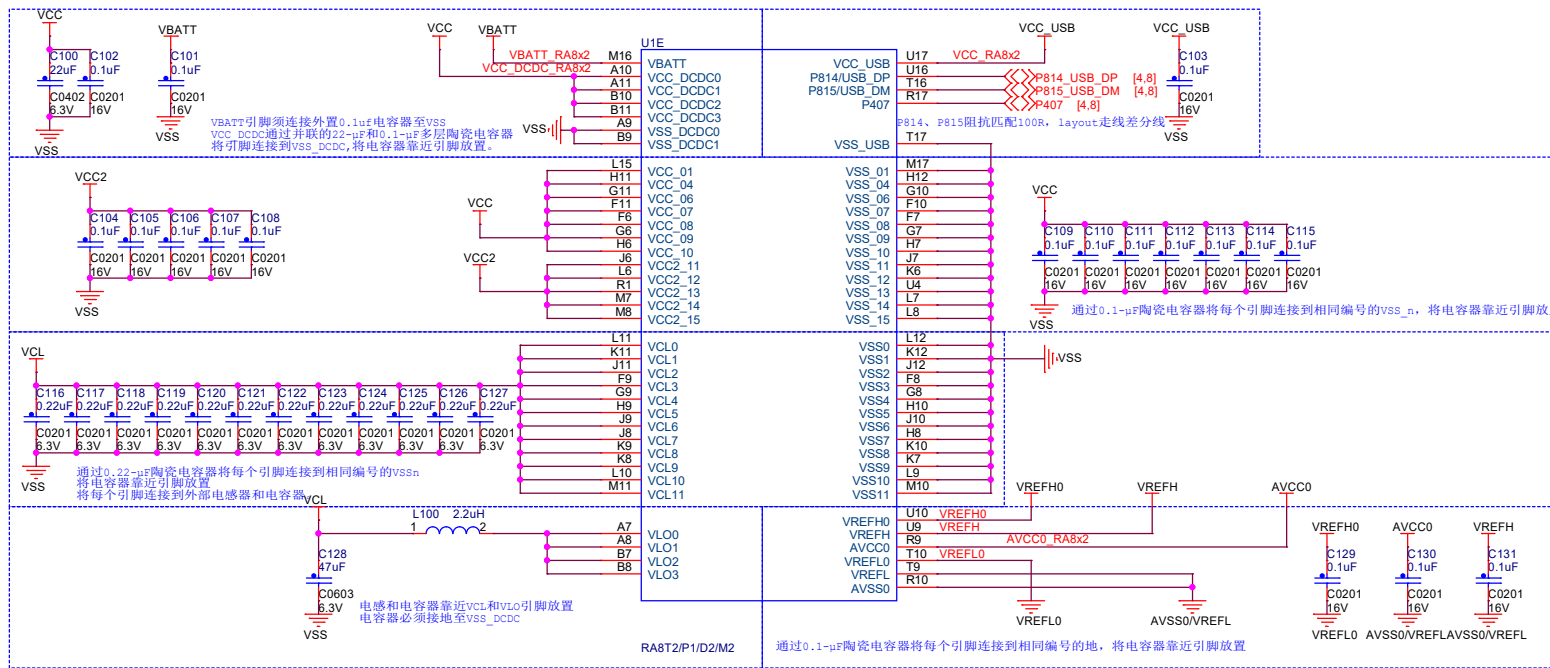 VCC
C100
22uF
C0402
6.3V
C102
0.1uF
C0201
16V
VSS
VBATT
C101
0.1uF
C0201
16V
VSS
VBATT引脚须连接外置0.1uf电容器至VSS
VCC_DCDC通过并联的22-μF和0.1-μF多层陶瓷电容器
将引脚连接到VSS_DCDC,将电容器靠近引脚放置。
VCC
VBATT
VBATT_RA8x2
VCC_DCDC_RA8x2
VSS
U1E
M16 VBATT
A10 VCC_DCDC0
A11 VCC_DCDC1
B10 VCC_DCDC2
B11 VCC_DCDC3
A9 VSS_DCDC0
B9 VSS_DCDC1
VCC_USB U17
P814/USB_DP U16
P815/USB_DM T16
P407 R17
VSS_USB T17
VCC_RA8x2
VCC_USB
P814_USB_DP [4,8]
P815_USB_DM [4,8]
P407 [4,8]
P814、P815阻抗匹配100R, layout走线差分线
VCC_USB
C103
0.1uF
C0201
16V
VSS
VCC2
C104
0.1uF
C0201
16V
C105
0.1uF
C0201
16V
C106
0.1uF
C0201
16V
C107
0.1uF
C0201
16V
C108
0.1uF
C0201
16V
VSS
VCC
VCC2
L15 VCC_01
H11 VCC_04
G11 VCC_06
F11 VCC_07
F6 VCC_08
G6 VCC_09
H6 VCC_10
J6 VCC2_11
L6 VCC2_12
R1 VCC2_13
M7 VCC2_14
M8 VCC2_15
VSS_01 M17
VSS_04 H12
VSS_06 G10
VSS_07 F10
VSS_08 F7
VSS_09 G7
VSS_10 H7
VSS_11 J7
VSS_12 K6
VSS_13 U4
VSS_14 L7
VSS_15 L8
VCC
C109
0.1uF
C0201
16V
C110
0.1uF
C0201
16V
C111
0.1uF
C0201
16V
C112
0.1uF
C0201
16V
C113
0.1uF
C0201
16V
C114
0.1uF
C0201
16V
C115
0.1uF
C0201
16V
VSS
通过0.1-μF陶瓷电容器将每个引脚连接到相同编号的VSS_n, 将电容器靠近引脚放
VCL
C116
0.22uF
C0201
6.3V
C117
0.22uF
C0201
6.3V
C118
0.22uF
C0201
6.3V
C119
0.22uF
C0201
6.3V
C120
0.22uF
C0201
6.3V
C121
0.22uF
C0201
6.3V
C122
0.22uF
C0201
6.3V
C123
0.22uF
C0201
6.3V
C124
0.22uF
C0201
6.3V
C125
0.22uF
C0201
6.3V
C126
0.22uF
C0201
6.3V
C127
0.22uF
C0201
6.3V
VSS
通过0.22-μF陶瓷电容器将每个引脚连接到相同编号的VSSn
将电容器靠近引脚放置
将每个引脚连接到外部电感器和电容器
L11 VCL0
K11 VCL1
J11 VCL2
F9 VCL3
G9 VCL4
H9 VCL5
J9 VCL6
J8 VCL7
K9 VCL8
K8 VCL9
L10 VCL10
M11 VCL11
VSS0 L12
VSS1 K12
VSS2 J12
VSS3 F8
VSS4 G8
VSS5 H10
VSS6 J10
VSS7 H8
VSS8 K10
VSS9 K7
VSS10 L9
VSS11 M10
VSS
VCL
L100 2.2uH
1 2
C128
47uF
C0603
6.3V
VSS
电感和电容器靠近VCL和VLO引脚放置
电容器必须接地至VSS_DCDC
A7 VLO0
A8 VLO1
B7 VLO2
B8 VLO3
VREFH0 U10
VREFH U9
AVCC0 R9
VREFL0 T10
VREFL T9
AVSS0 R10
VREFH0
VREFH
AVCC0_RA8x2
VREFL0
VREFH0
VREFH
AVCC0
VREFL0
AVSS0/VREFL
VREFH0
C129
0.1uF
C0201
16V
VREFL0
AVCC0
C130
0.1uF
C0201
16V
AVSS0/VREFL
VREFH
C131
0.1uF
C0201
16V
AVSS0/VREFL
RA8T2/P1/D2/M2
通过0.1-μF陶瓷电容器将每个引脚连接到相同编号的地, 将电容器靠近引脚放置